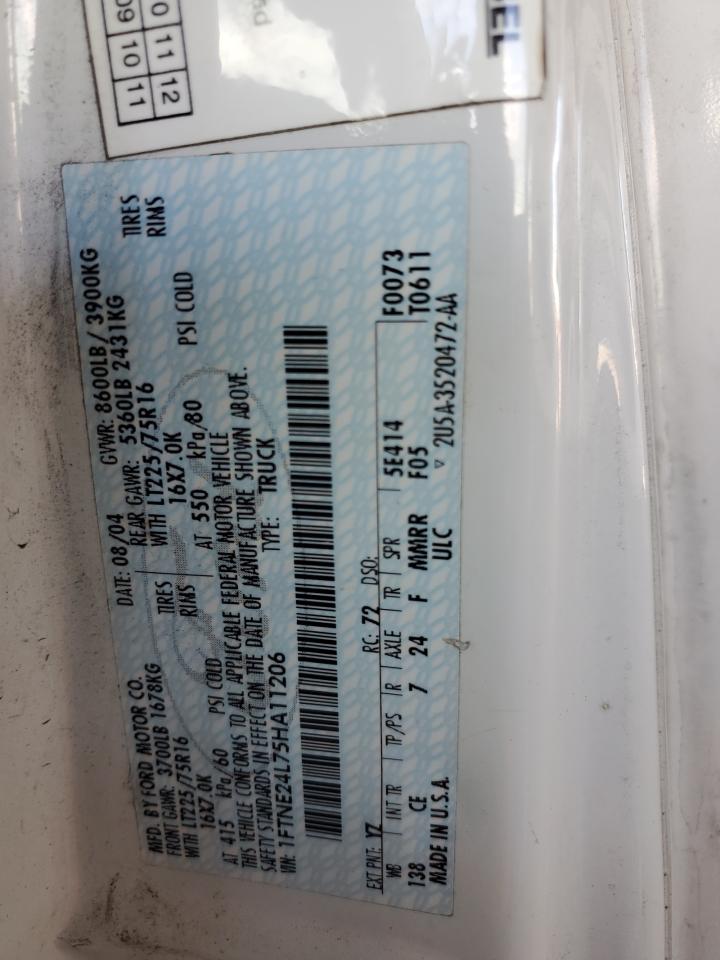 0 11 12
09 10 11
EL
MFD. BY FORD MOTOR CO.
DATE: 08/04
GVWR: 8600LB / 3900KG
FRONT GAWR: 3700LB 1678KG
REAR GAWR: 5360LB 2431KG
WITH LT225/75R16 TIRES
WITH LT225/75R16 TIRES
16X7.0K RIMS
16X7.0K RIMS
AT 415 kPa/60 PSI COLD
AT 550 kPa/80 PSI COLD
THIS VEHICLE CONFORMS TO ALL APPLICABLE FEDERAL MOTOR VEHICLE
SAFETY STANDARDS IN EFFECT ON THE DATE OF MANUFACTURE SHOWN ABOVE.
VIN: 1FTNE24L75HA11206
TYPE: TRUCK
EXT PNT: YZ RC: 72 DSO:
WB INT TR TP/PS R AXLE TR SPR F0073
138 CE 7 24 F MMRR 5E414 T0611
MADE IN U.S.A. ULC F05
▽ 2U5A-3520472-AA